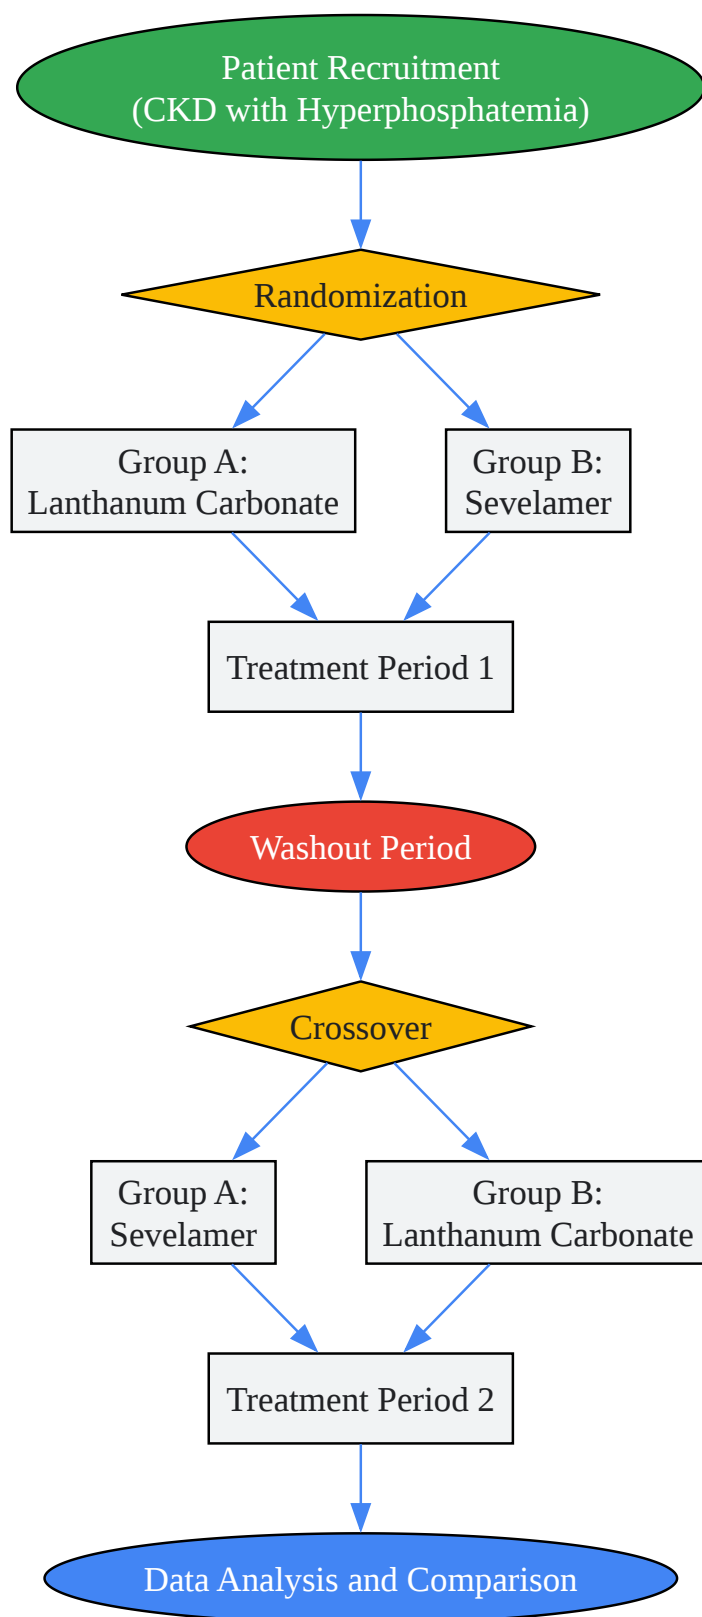 Patient Recruitment
(CKD with Hyperphosphatemia)
Randomization
Group A:
Lanthanum Carbonate
Group B:
Sevelamer
Treatment Period 1
Washout Period
Crossover
Group A:
Sevelamer
Group B:
Lanthanum Carbonate
Treatment Period 2
Data Analysis and Comparison